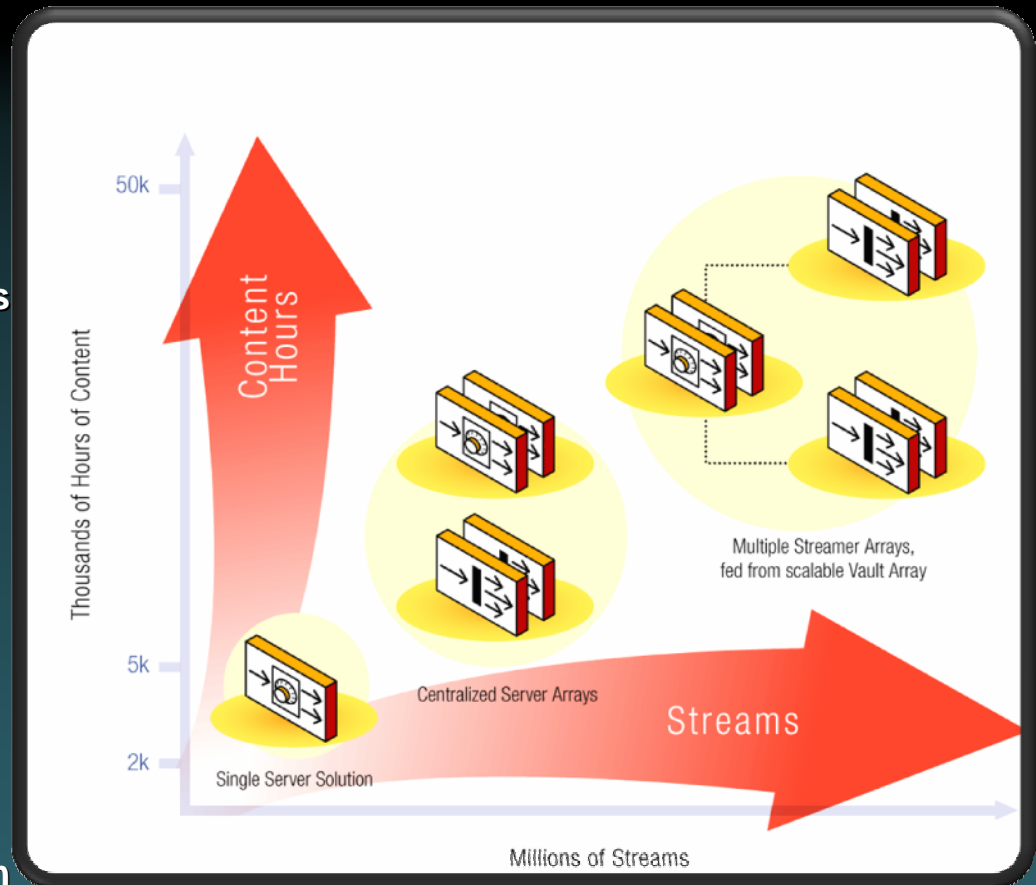 50k
Content
Hours
Thousands of Hours of Content
Multiple Streamer Arrays,
fed from scalable Vault Array
5k
Centralized Server Arrays
Streams
2k
Single Server Solution
Millions of Streams
s
n